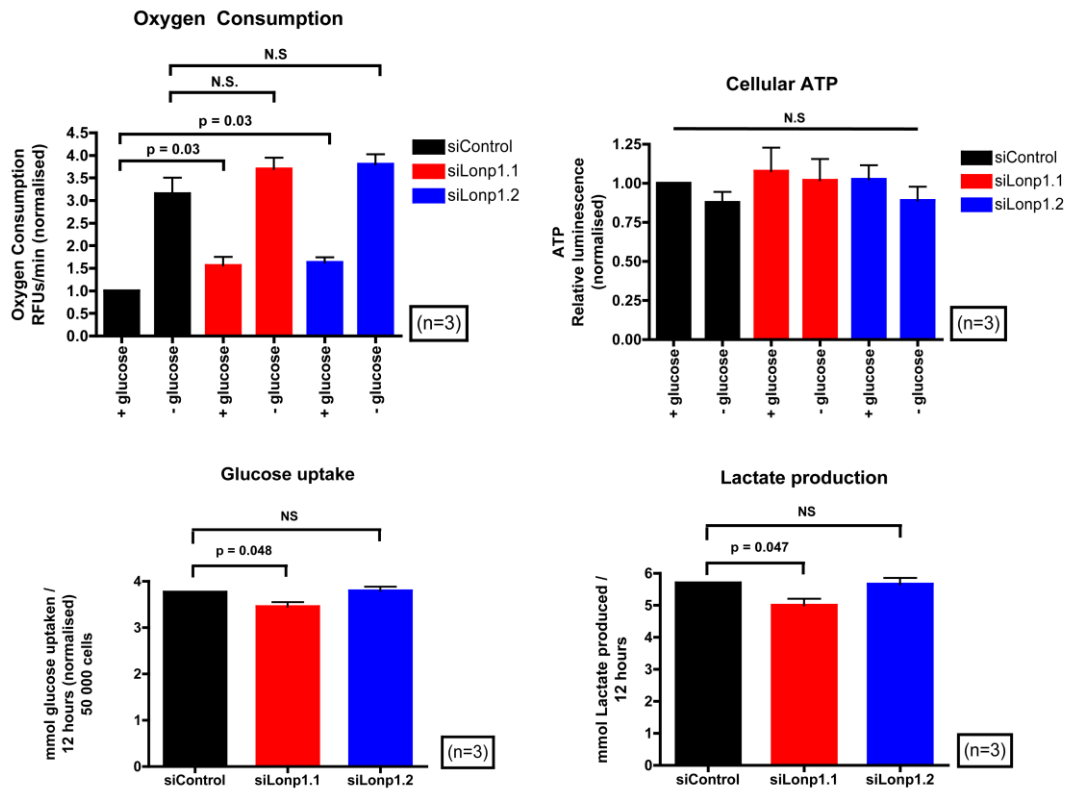 Oxygen Consumption
N.S
N.S.
p = 0.03
p = 0.03
Oxygen Consumption
RFUs/min (normalised)
4.5
4.0
3.5
3.0
2.5
2.0
1.5
1.0
0.5
0.0
+ glucose
- glucose
+ glucose
- glucose
+ glucose
- glucose
siControl
siLonp1.1
siLonp1.2
(n=3)
Cellular ATP
N.S
ATP
Relative luminescence
(normalised)
1.25
1.00
0.75
0.50
0.25
0.00
+ glucose
- glucose
+ glucose
- glucose
+ glucose
- glucose
siControl
siLonp1.1
siLonp1.2
(n=3)
Glucose uptake
NS
p = 0.048
mmol glucose uptaken /
12 hours (normalised)
50 000 cells
4
3
2
1
0
siControl
siLonp1.1
siLonp1.2
(n=3)
Lactate production
NS
p = 0.047
mmol Lactate produced /
12 hours
6
5
4
3
2
1
0
siControl
siLonp1.1
siLonp1.2
(n=3)